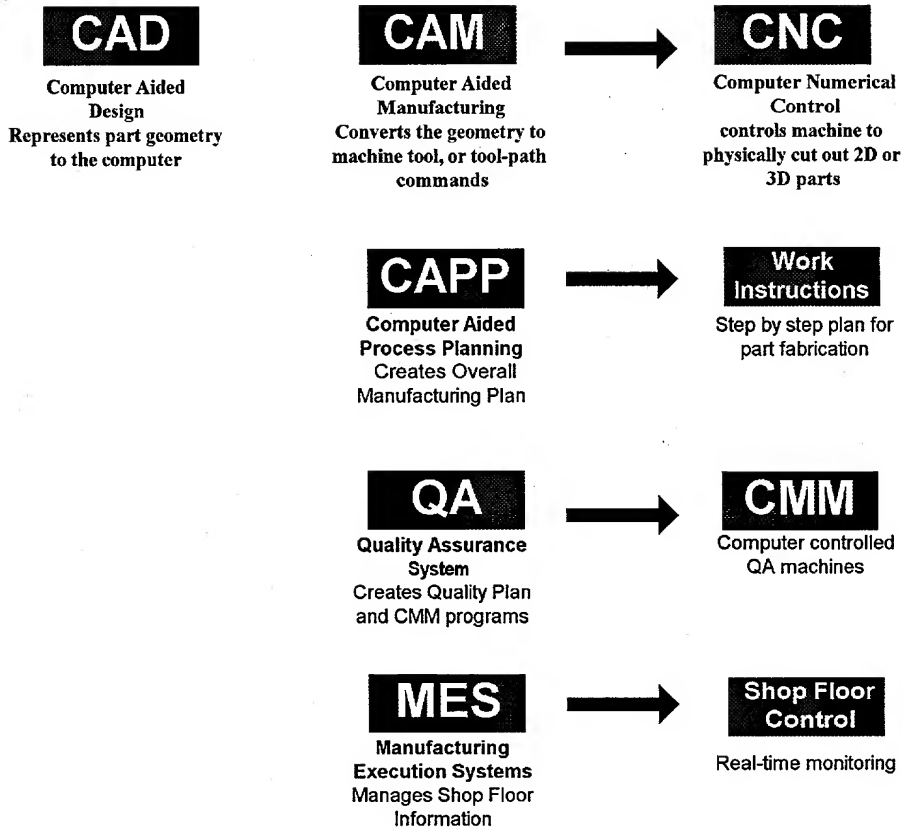 CAD
Computer Aided
Design
Represents part geometry
to the computer
CAM
Computer Aided
Manufacturing
Converts the geometry to
machine tool, or tool-path
commands
CNC
Computer Numerical
Control
controls machine to
physically cut out 2D or
3D parts
CAPP
Computer Aided
Process Planning
Creates Overall
Manufacturing Plan
Work
Instructions
Step by step plan for
part fabrication
QA
Quality Assurance
System
Creates Quality Plan
and CMM programs
CMM
Computer controlled
QA machines
MES
Manufacturing
Execution Systems
Manages Shop Floor
Information
Shop Floor
Control
Real-time monitoring